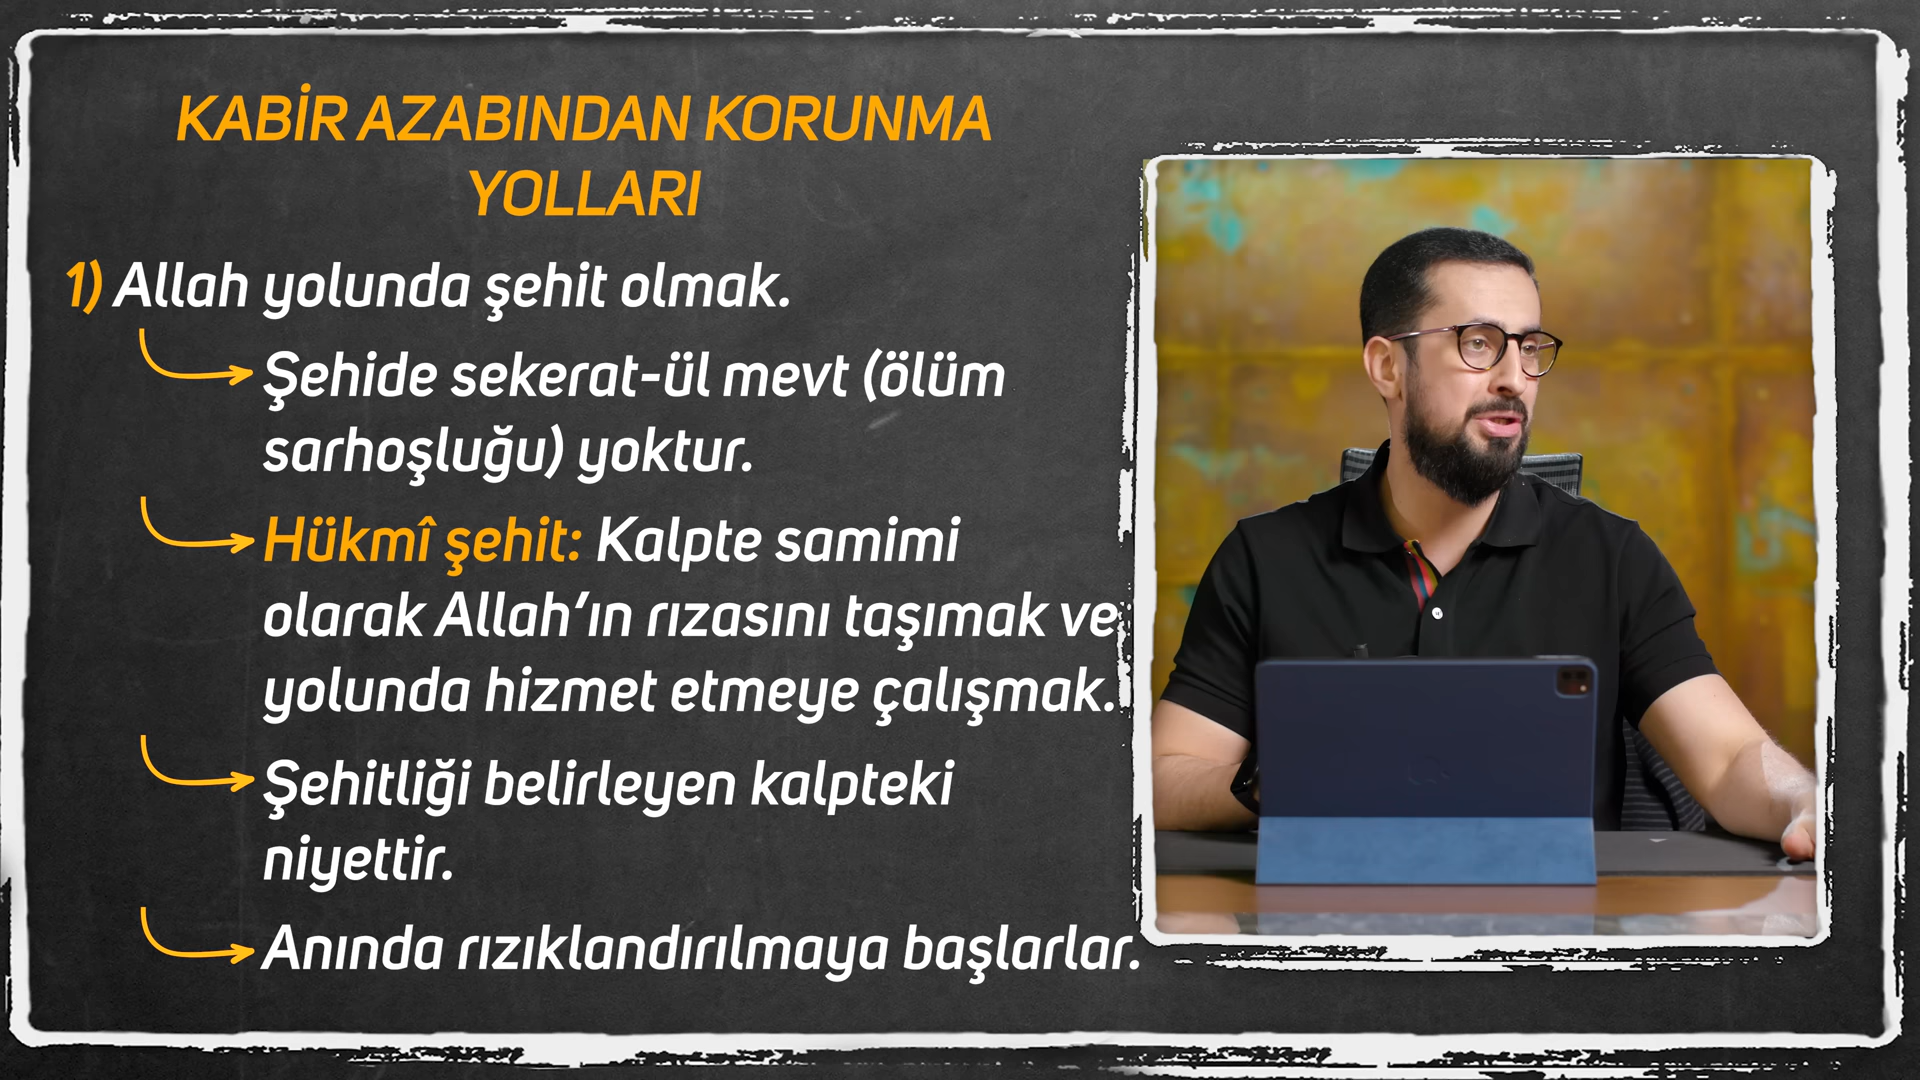 KABİR AZABINDAN KORUNMA
YOLLARI
1) Allah yolunda şehit olmak.
Şehide sekerat-ül mevt (ölüm
sarhoşluğu) yoktur.
Hükmî şehit: Kalpte samimi
olarak Allah’ın rızasını taşımak ve
yolunda hizmet etmeye çalışmak.
Şehitliği belirleyen kalpteki
niyettir.
Anında rızıklandırılmaya başlarlar.